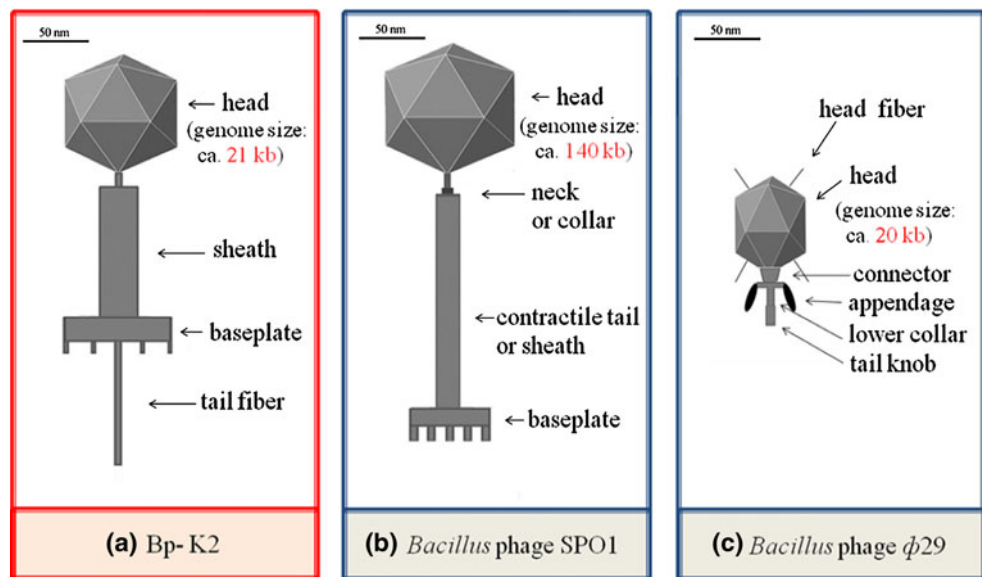 50 nm
head
(genome size:
ca. 21 kb)
sheath
baseplate
tail fiber
(a) Bp- K2
50 nm
head
(genome size:
ca. 140 kb)
neck
or collar
contractile tail
or sheath
baseplate
(b) Bacillus phage SPO1
50 nm
head fiber
head
(genome size:
ca. 20 kb)
connector
appendage
lower collar
tail knob
(c) Bacillus phage ϕ29